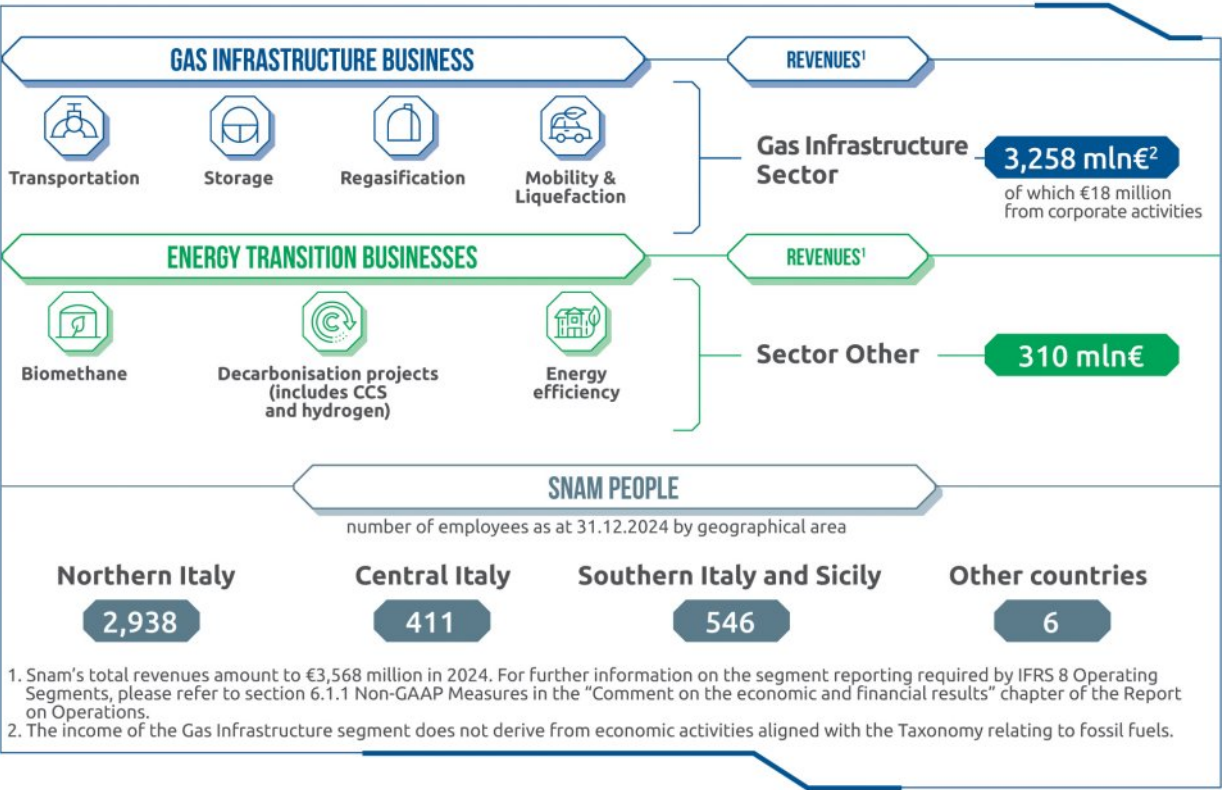 GAS INFRASTRUCTURE BUSINESS
REVENUES¹
Transportation
Storage
Regasification
Mobility &
Liquefaction
Gas Infrastructure
Sector
3,258 mln€²
of which €18 million
from corporate activities
ENERGY TRANSITION BUSINESSES
REVENUES¹
Biomethane
Decarbonisation projects
(includes CCS
and hydrogen)
Energy
efficiency
Sector Other
310 mln€
SNAM PEOPLE
number of employees as at 31.12.2024 by geographical area
Northern Italy
2,938
Central Italy
411
Southern Italy and Sicily
546
Other countries
6
1. Snam's total revenues amount to €3,568 million in 2024. For further information on the segment reporting required by IFRS 8 Operating
Segments, please refer to section 6.1.1 Non-GAAP Measures in the “Comment on the economic and financial results” chapter of the Report
on Operations.
2. The income of the Gas Infrastructure segment does not derive from economic activities aligned with the Taxonomy relating to fossil fuels.